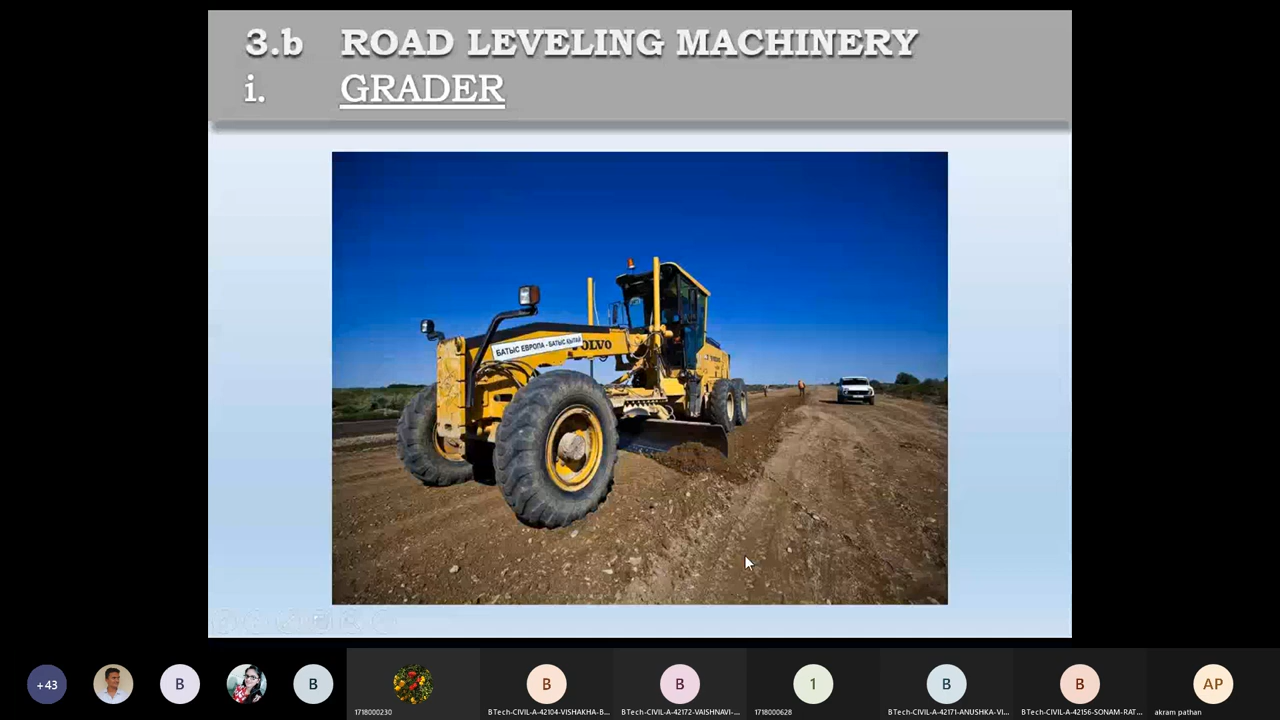 3.b ROAD LEVELING MACHINERY
i. GRADER
БАТЫС ЕВРОПА - БАТЫС ҚЫТАЙ
OLVO
+43
B
B
B
B
1
B
B
AP
1718000230
BTech-CIVIL-A-42104-VISHAKHA-B...
BTech-CIVIL-A-42172-VAISHNAVI-...
1718000628
BTech-CIVIL-A-42171-ANUSHKA-VI...
BTech-CIVIL-A-42156-SONAM-RAT...
akram pathan